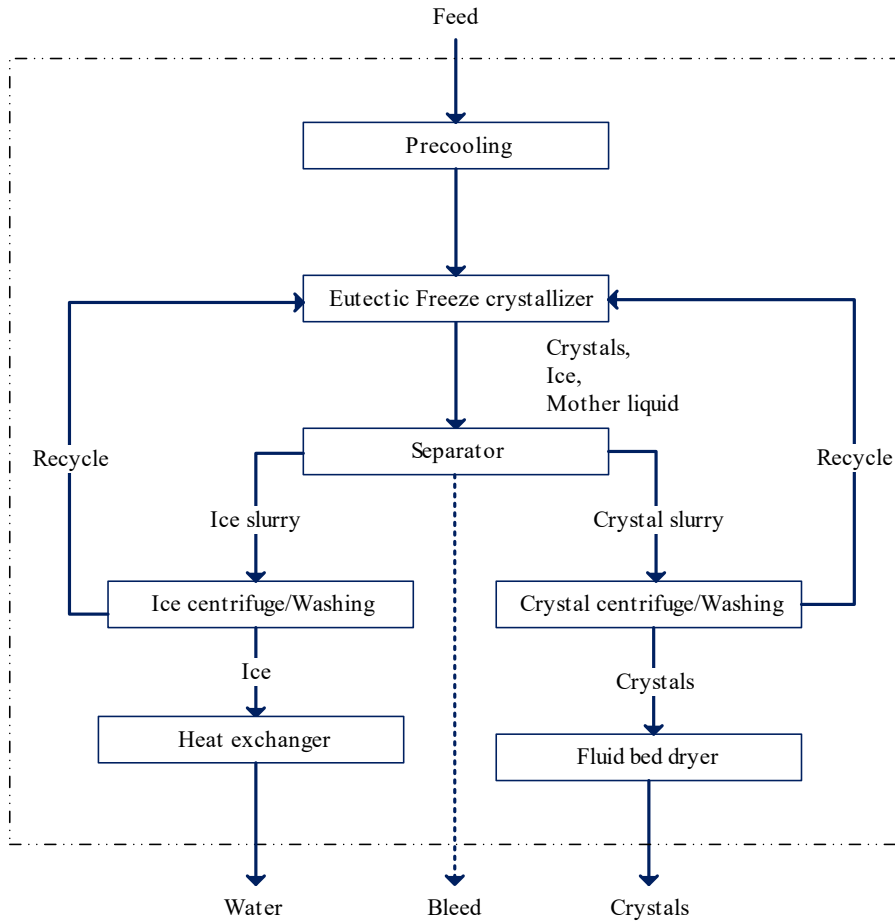 Feed
Precooling
Eutectic Freeze crystallizer
Crystals,
Ice,
Mother liquid
Separator
Recycle
Recycle
Ice slurry
Crystal slurry
Ice centrifuge/Washing
Crystal centrifuge/Washing
Ice
Crystals
Heat exchanger
Fluid bed dryer
Water
Bleed
Crystals